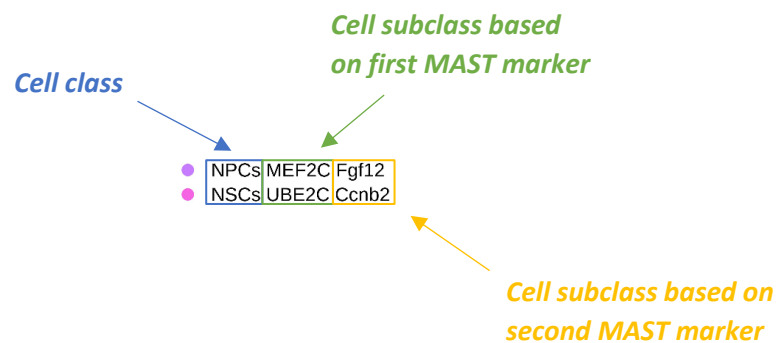 Cell subclass based
on first MAST marker
Cell class
NPCs MEF2C Fgf12
NSCs UBE2C Ccnb2
Cell subclass based on
second MAST marker